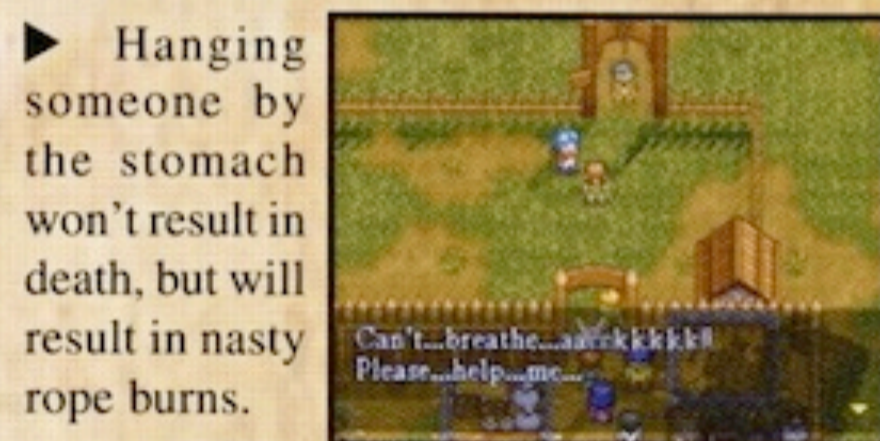 ▶ Hanging
someone by
the stomach
won't result in
death, but will
result in nasty
rope burns.
Can't...breathe...aaerrkkkkkk!!
Please...help...me...